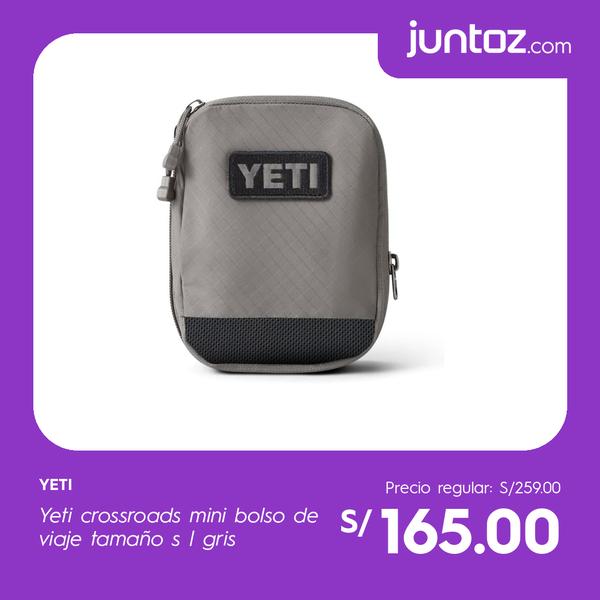 juntoz.com
YETI
YETI
Precio regular: S/259.00
Yeti crossroads mini bolso de
viaje tamaño s l gris
S/165.00